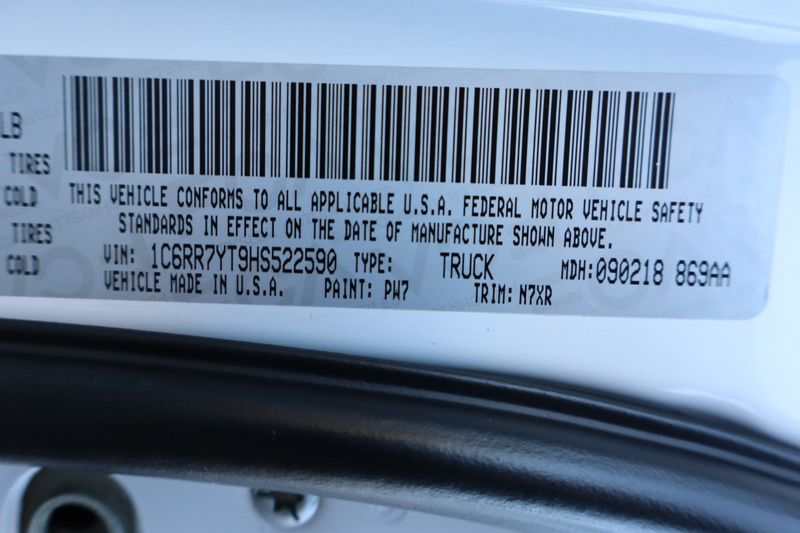 LB
TIRES
COLD
TIRES
COLD
THIS VEHICLE CONFORMS TO ALL APPLICABLE U.S.A. FEDERAL MOTOR VEHICLE SAFETY
STANDARDS IN EFFECT ON THE DATE OF MANUFACTURE SHOWN ABOVE.
VIN: 1C6RR7YT9HS522590 TYPE: TRUCK MDH:090218 869AA
VEHICLE MADE IN U.S.A. PAINT: PW7 TRIM: N7XR